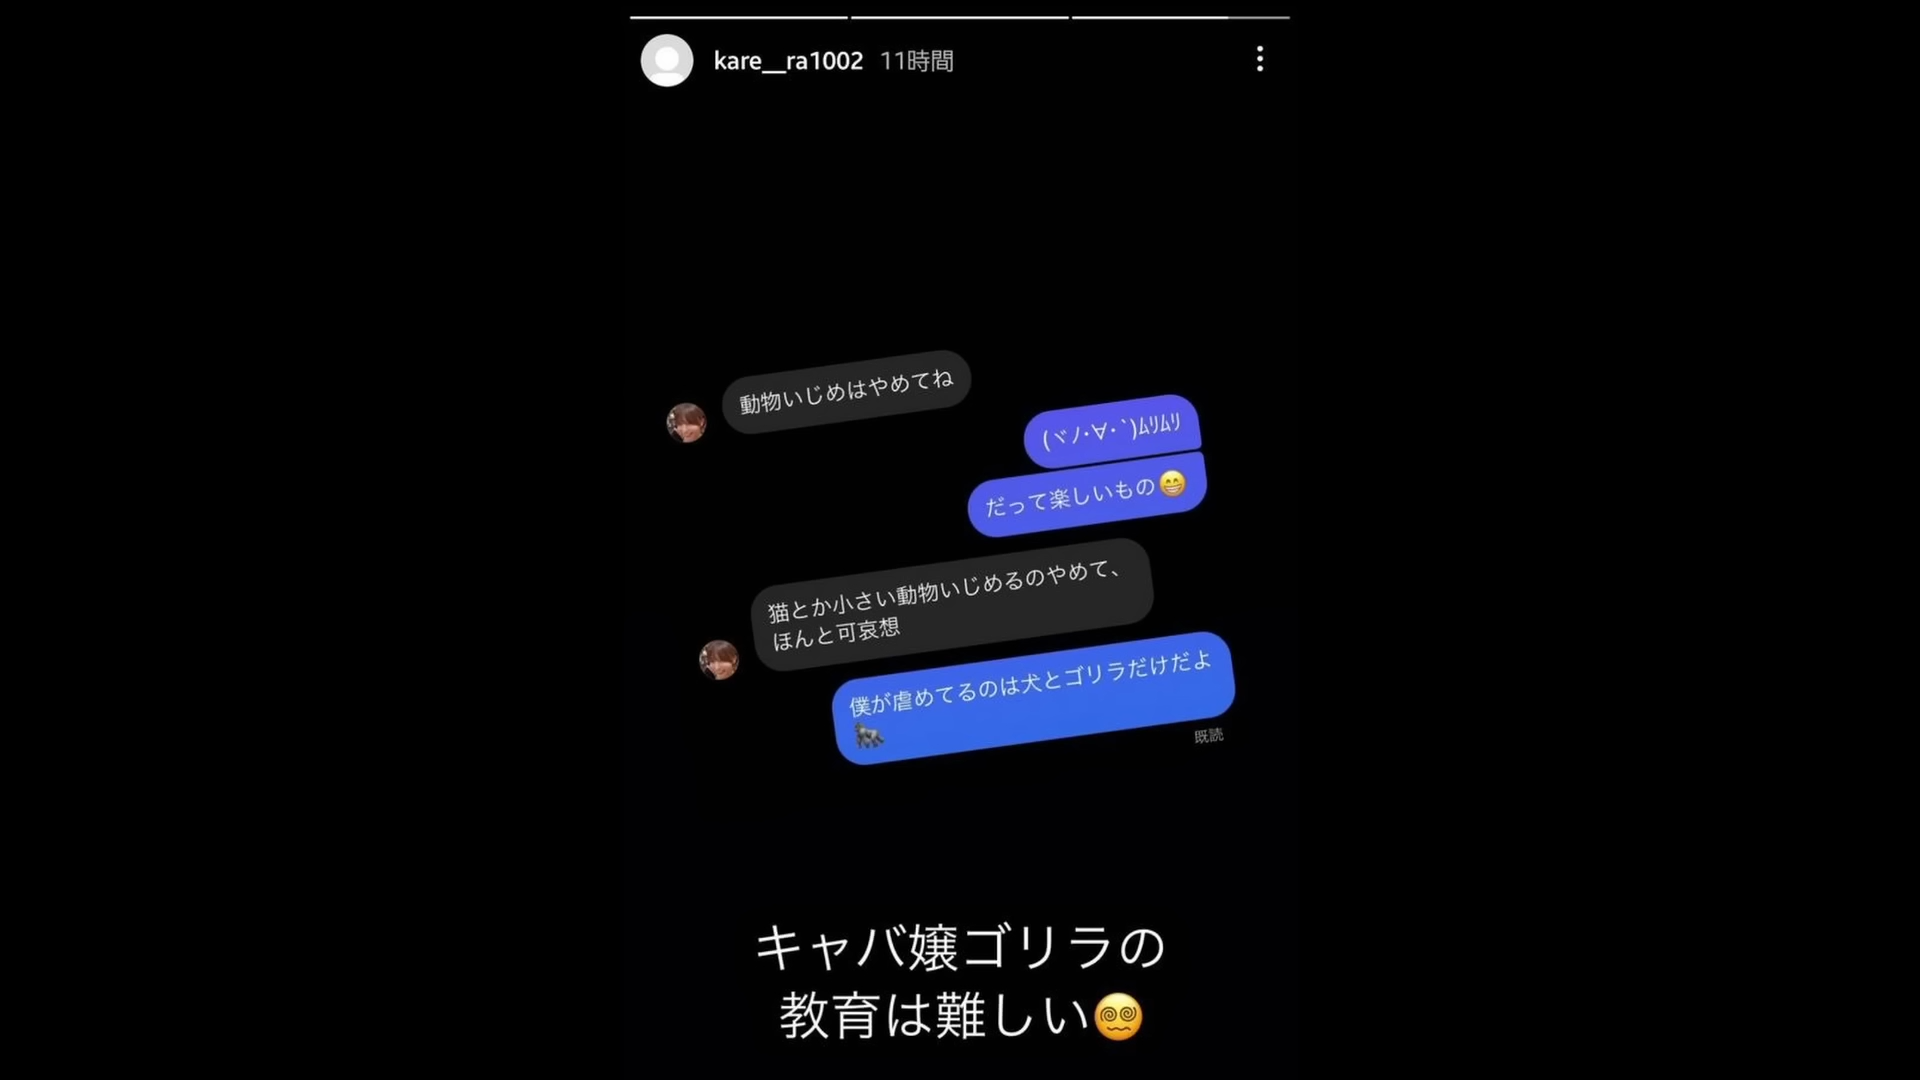 kare__ra1002 11時間
動物いじめはやめてね
(ヾノ･∀･`)ﾑﾘﾑﾘ
だって楽しいもの😁
猫とか小さい動物いじめるのやめて、
ほんと可哀想
僕が虐めてるのは犬とゴリラだけだよ
🦍
既読
キャバ嬢ゴリラの
教育は難しい😵‍💫